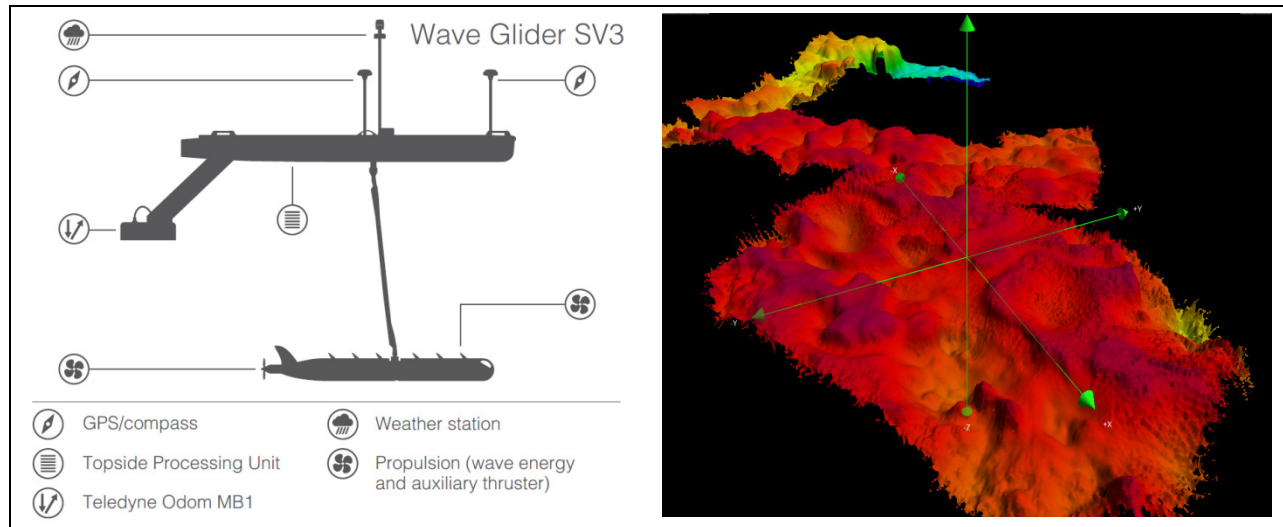 Wave Glider SV3
GPS/compass
Topside Processing Unit
Teledyne Odom MB1
Weather station
Propulsion (wave energy
and auxiliary thruster)
-X
+Y
-Y
+X
-Z